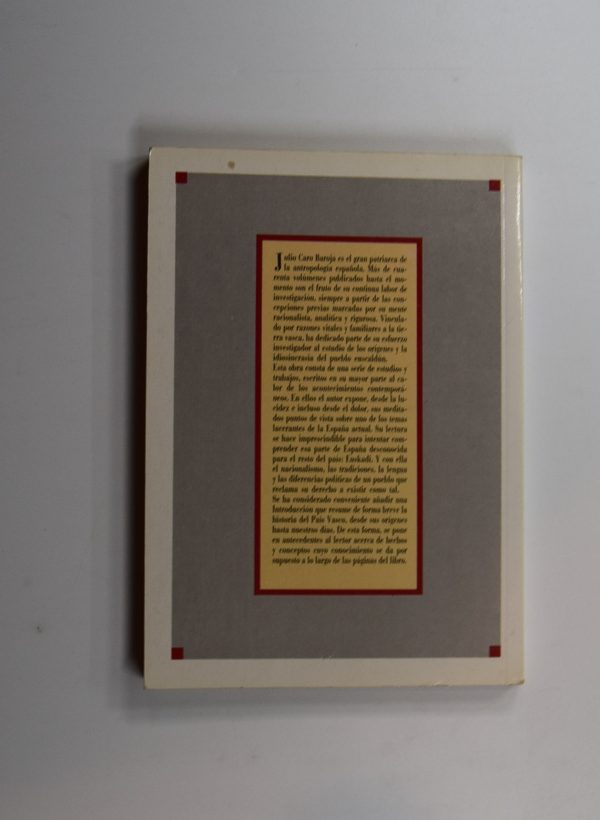 Julio Caro Baroja es el gran patriarca de
la antropología española. Más de cua-
renta volúmenes publicados hasta el mo-
mento son el fruto de su continua labor de
investigación, siempre a partir de las con-
cepciones previas marcadas por su mente
racionalista, analítica y rigurosa. Vincula-
do por razones vitales y familiares a la tie-
rra vasca, ha dedicado parte de su esfuerzo
investigador al estudio de los orígenes y la
idiosincrasia del pueblo euscaldún.
Esta obra consta de una serie de estudios y
trabajos, escritos en su mayor parte al ca-
lor de los acontecimientos contemporá-
neos. En ellos el autor expone, desde la lu-
cidez e incluso desde el dolor, sus medita-
dos puntos de vista sobre uno de los temas
lacerantes de la España actual. Su lectura
se hace imprescindible para intentar com-
prender esa parte de España desconocida
para el resto del país: Euskadi. Y con ella
el nacionalismo, las tradiciones, la lengua
y las diferencias políticas de un pueblo que
reclama su derecho a existir como tal.
Se ha considerado conveniente añadir una
Introducción que resume de forma breve la
historia del País Vasco, desde sus orígenes
hasta nuestros días. De esta forma, se pone
en antecedentes al lector acerca de hechos
y conceptos cuyo conocimiento se da por
supuesto a lo largo de las páginas del libro.